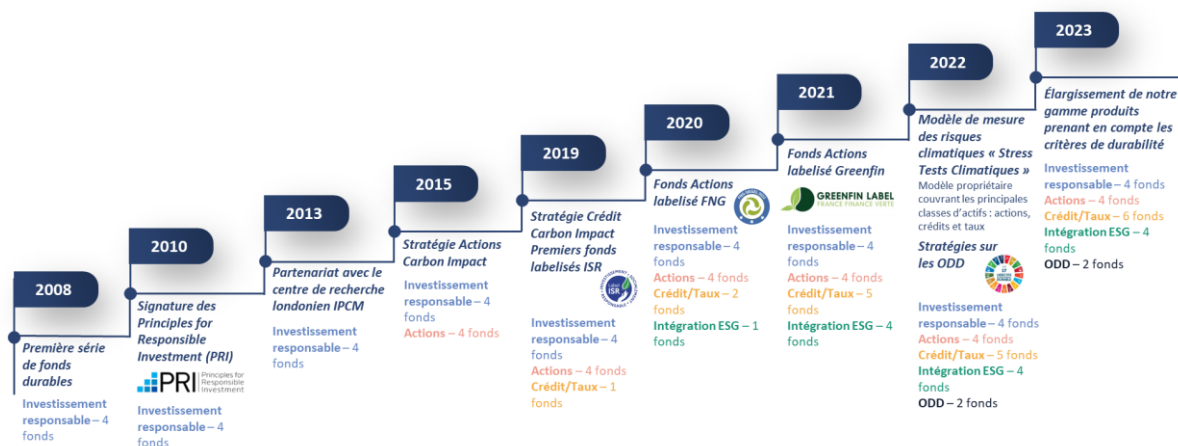 2008
Première série
de fonds
durables
Investissement
responsable – 4
fonds
2010
Signature des
Principles for
Responsible
Investment (PRI)
PRI
Principles for
Responsible
Investment
Investissement
responsable – 4
fonds
2013
Partenariat avec le
centre de recherche
londonien IPCM
Investissement
responsable – 4
fonds
2015
Stratégie Actions
Carbon Impact
Investissement
responsable – 4
fonds
Actions – 4 fonds
2019
Stratégie Crédit
Carbon Impact
Premiers fonds
labelisés ISR
Label
ISR
Investissement
responsable – 4
fonds
Actions – 4 fonds
Crédit/Taux – 1
fonds
2020
Fonds Actions
labelisé FNG
Investissement
responsable – 4
fonds
Actions – 4 fonds
Crédit/Taux – 2
fonds
Intégration ESG – 1
fonds
2021
Fonds Actions
labelisé Greenfin
GREENFIN LABEL
FRANCE FINANCE VERTE
Investissement
responsable – 4
fonds
Actions – 4 fonds
Crédit/Taux – 5
fonds
Intégration ESG – 4
fonds
2022
Modèle de mesure
des risques
climatiques « Stress
Tests Climatiques »
Modèle propriétaire
couvrant les principales
classes d'actifs : actions,
crédits et taux
Stratégies sur
les ODD
Investissement
responsable – 4 fonds
Actions – 4 fonds
Crédit/Taux – 5 fonds
Intégration ESG – 4
fonds
ODD – 2 fonds
2023
Élargissement de notre
gamme produits
prenant en compte les
critères de durabilité
Investissement
responsable – 4 fonds
Actions – 4 fonds
Crédit/Taux – 6 fonds
Intégration ESG – 4
fonds
ODD – 2 fonds